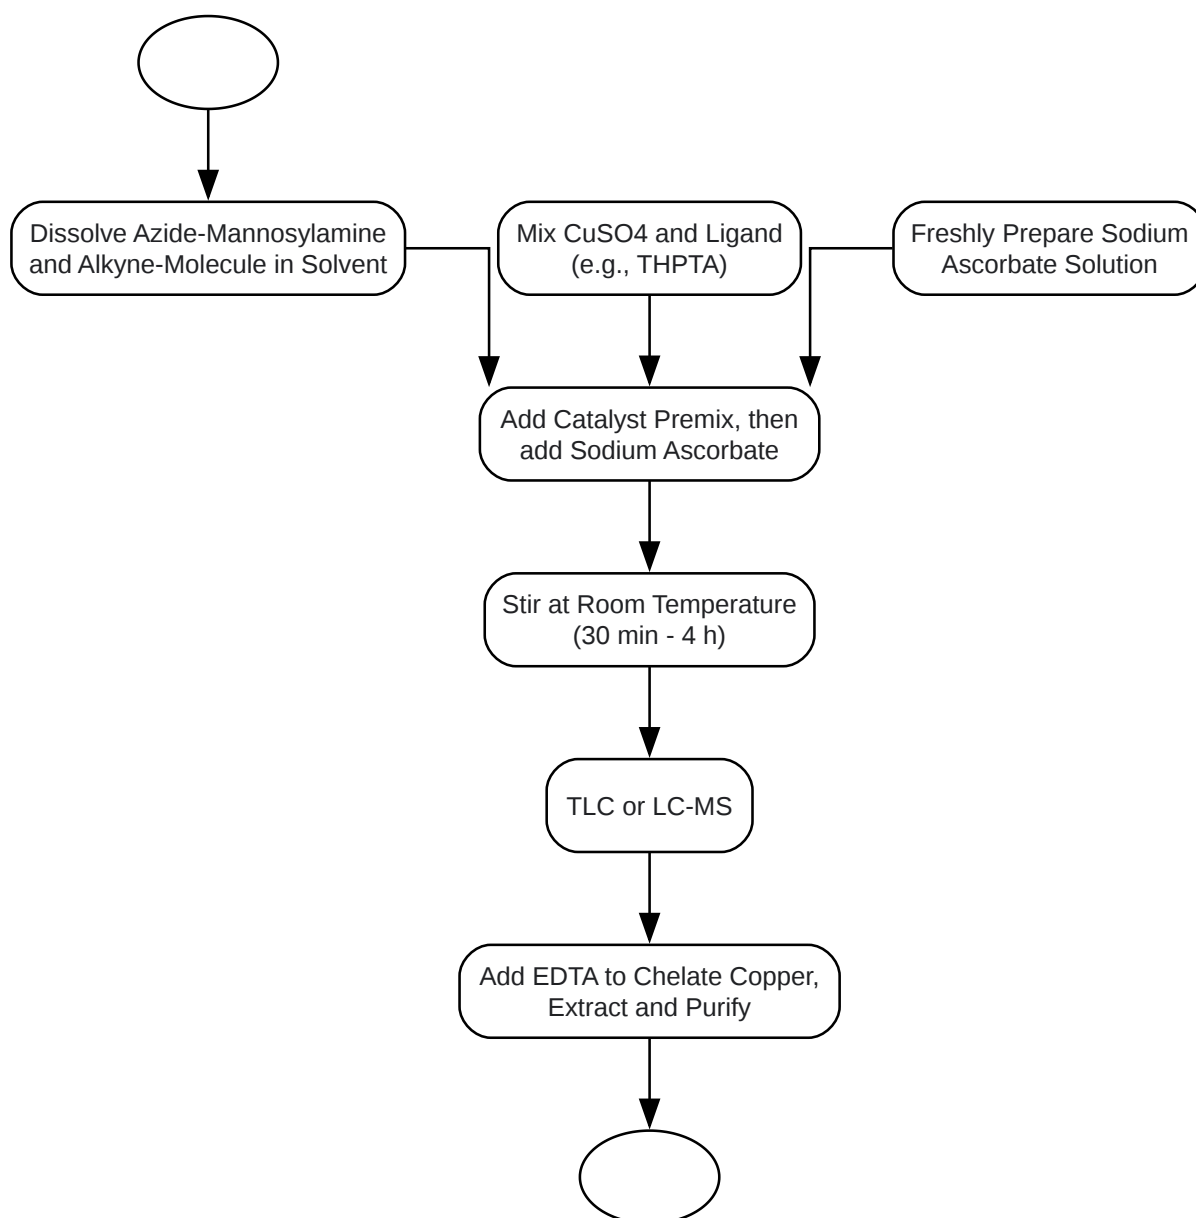 Dissolve Azide-Mannosylamine
and Alkyne-Molecule in Solvent
Mix CuSO4 and Ligand
(e.g., THPTA)
Freshly Prepare Sodium
Ascorbate Solution
Add Catalyst Premix, then
add Sodium Ascorbate
Stir at Room Temperature
(30 min - 4 h)
TLC or LC-MS
Add EDTA to Chelate Copper,
Extract and Purify